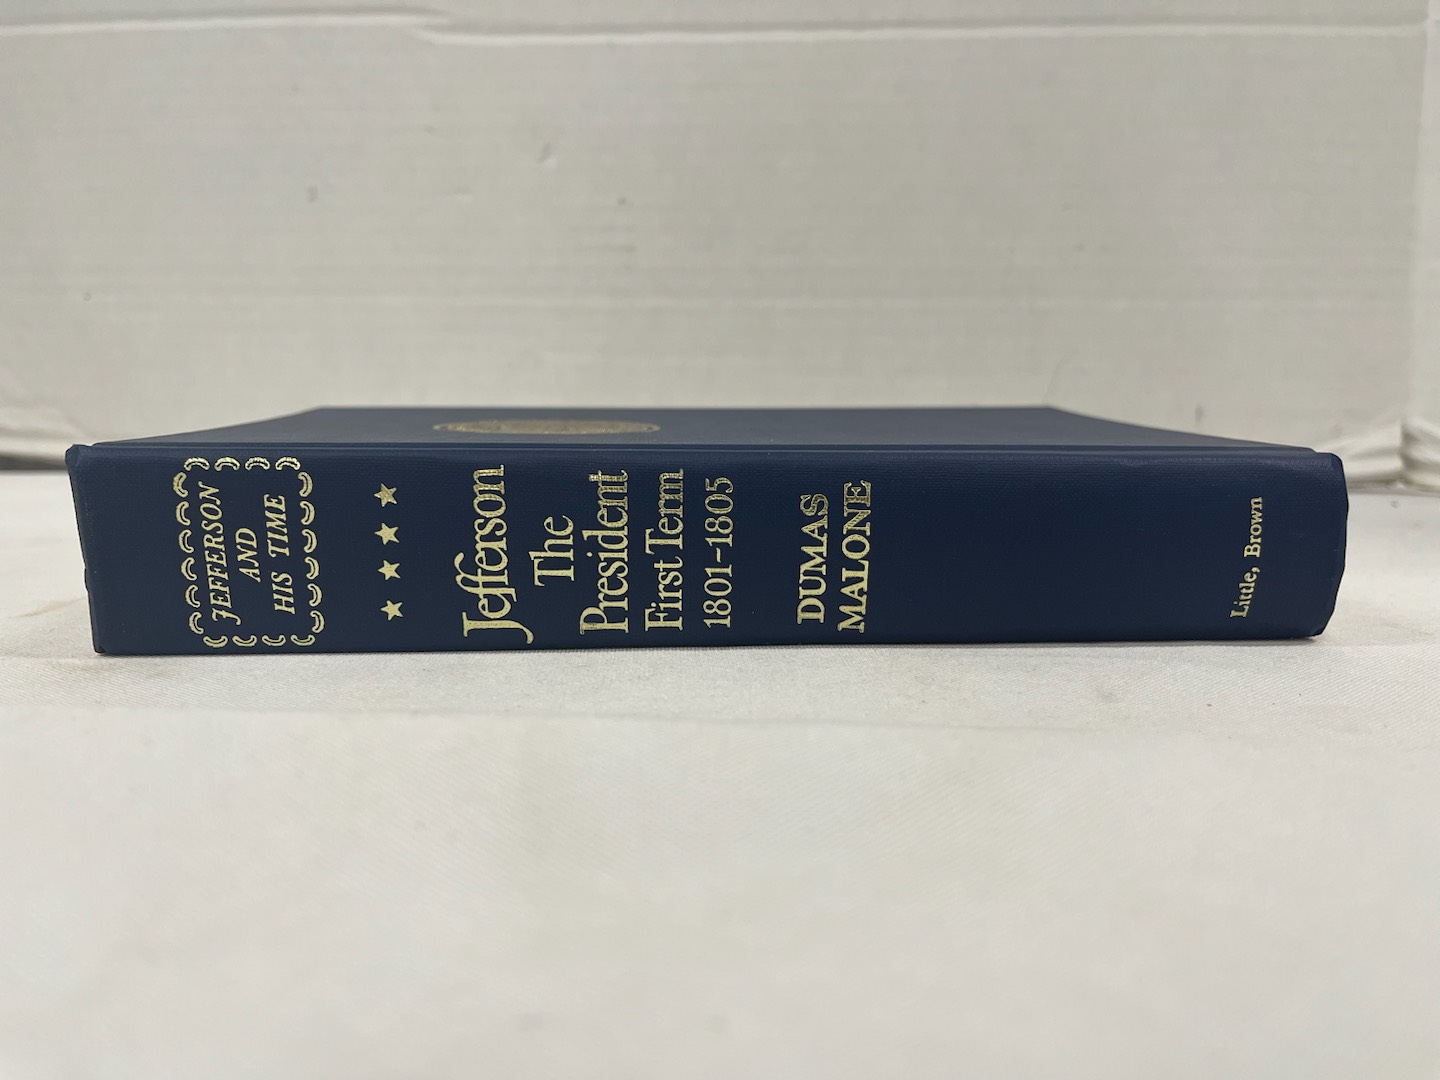 JEFFERSON
AND
HIS TIME
Jefferson
The
President
First Term
1801-1805
DUMAS
MALONE
Little, Brown